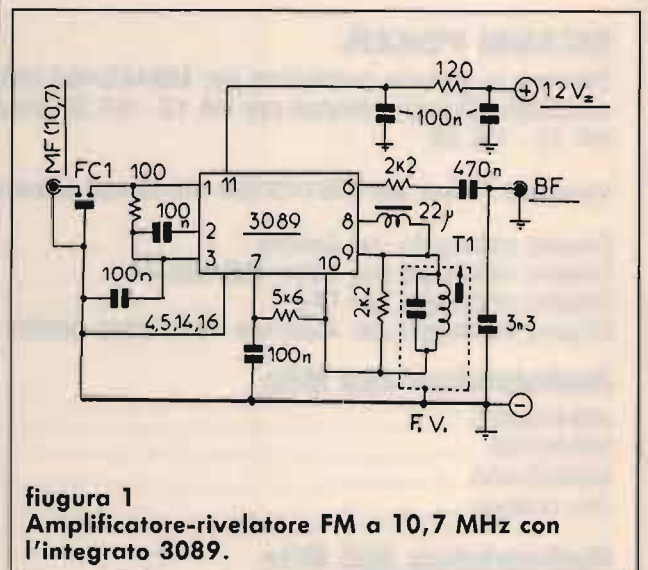 120
12 V=
100n
MF (10,7)
FC1
100
1
11
6
2k2
470n
BF
100
n
2
3089
8
22µ
3
9
T1
100n
7
10
5k6
2k2
3n3
4,5,14,16
100n
F.V.
fiugura 1
Amplificatore-rivelatore FM a 10,7 MHz con
l'integrato 3089.